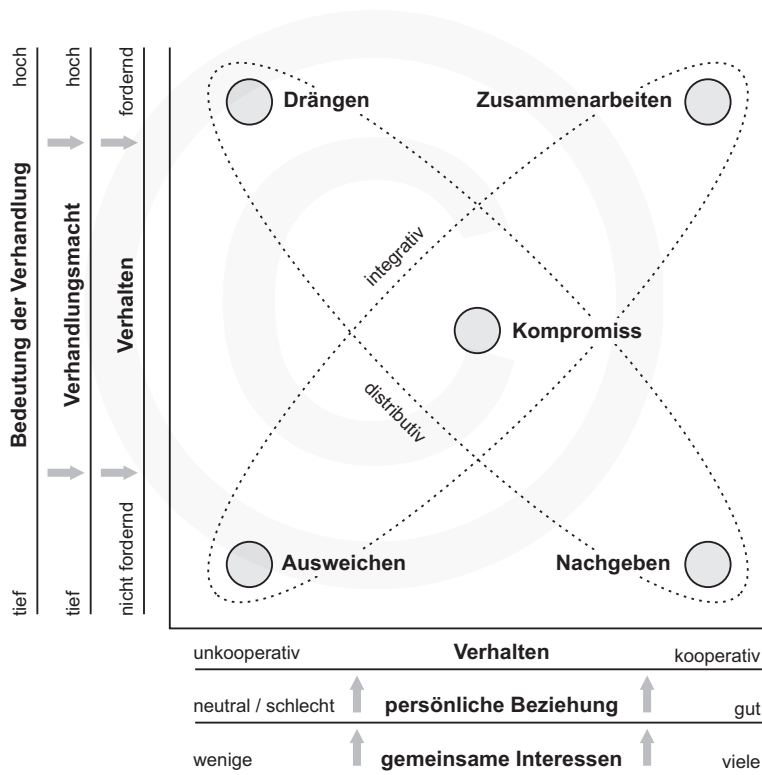 hoch
hoch
fordernd
Drängen
Zusammenarbeiten
Bedeutung der Verhandlung
Verhandlungsmacht
Verhalten
integrativ
Kompromiss
distributiv
Ausweichen
Nachgeben
tief
tief
nicht fordernd
unkooperativ
Verhalten
kooperativ
neutral / schlecht
persönliche Beziehung
gut
wenige
gemeinsame Interessen
viele
©